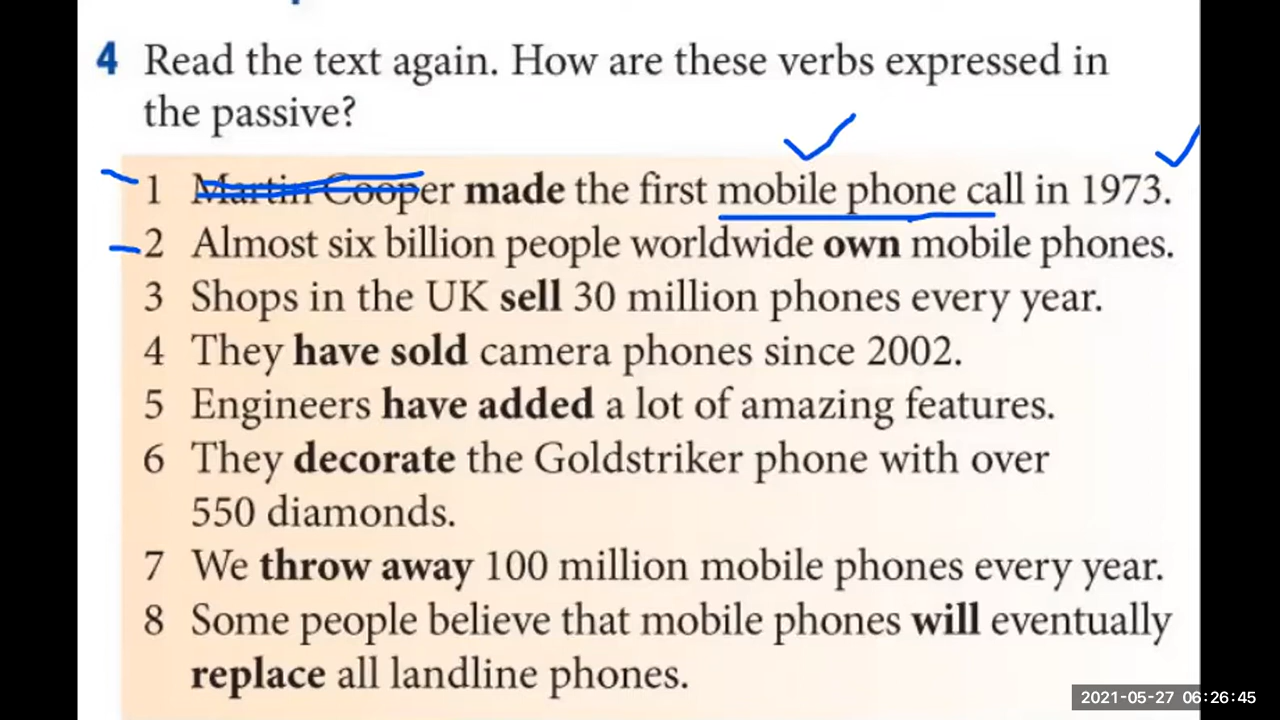 4 Read the text again. How are these verbs expressed in
the passive?
1 Martin Cooper made the first mobile phone call in 1973.
2 Almost six billion people worldwide own mobile phones.
3 Shops in the UK sell 30 million phones every year.
4 They have sold camera phones since 2002.
5 Engineers have added a lot of amazing features.
6 They decorate the Goldstriker phone with over
550 diamonds.
7 We throw away 100 million mobile phones every year.
8 Some people believe that mobile phones will eventually
replace all landline phones.
2021-05-27 06:26:45